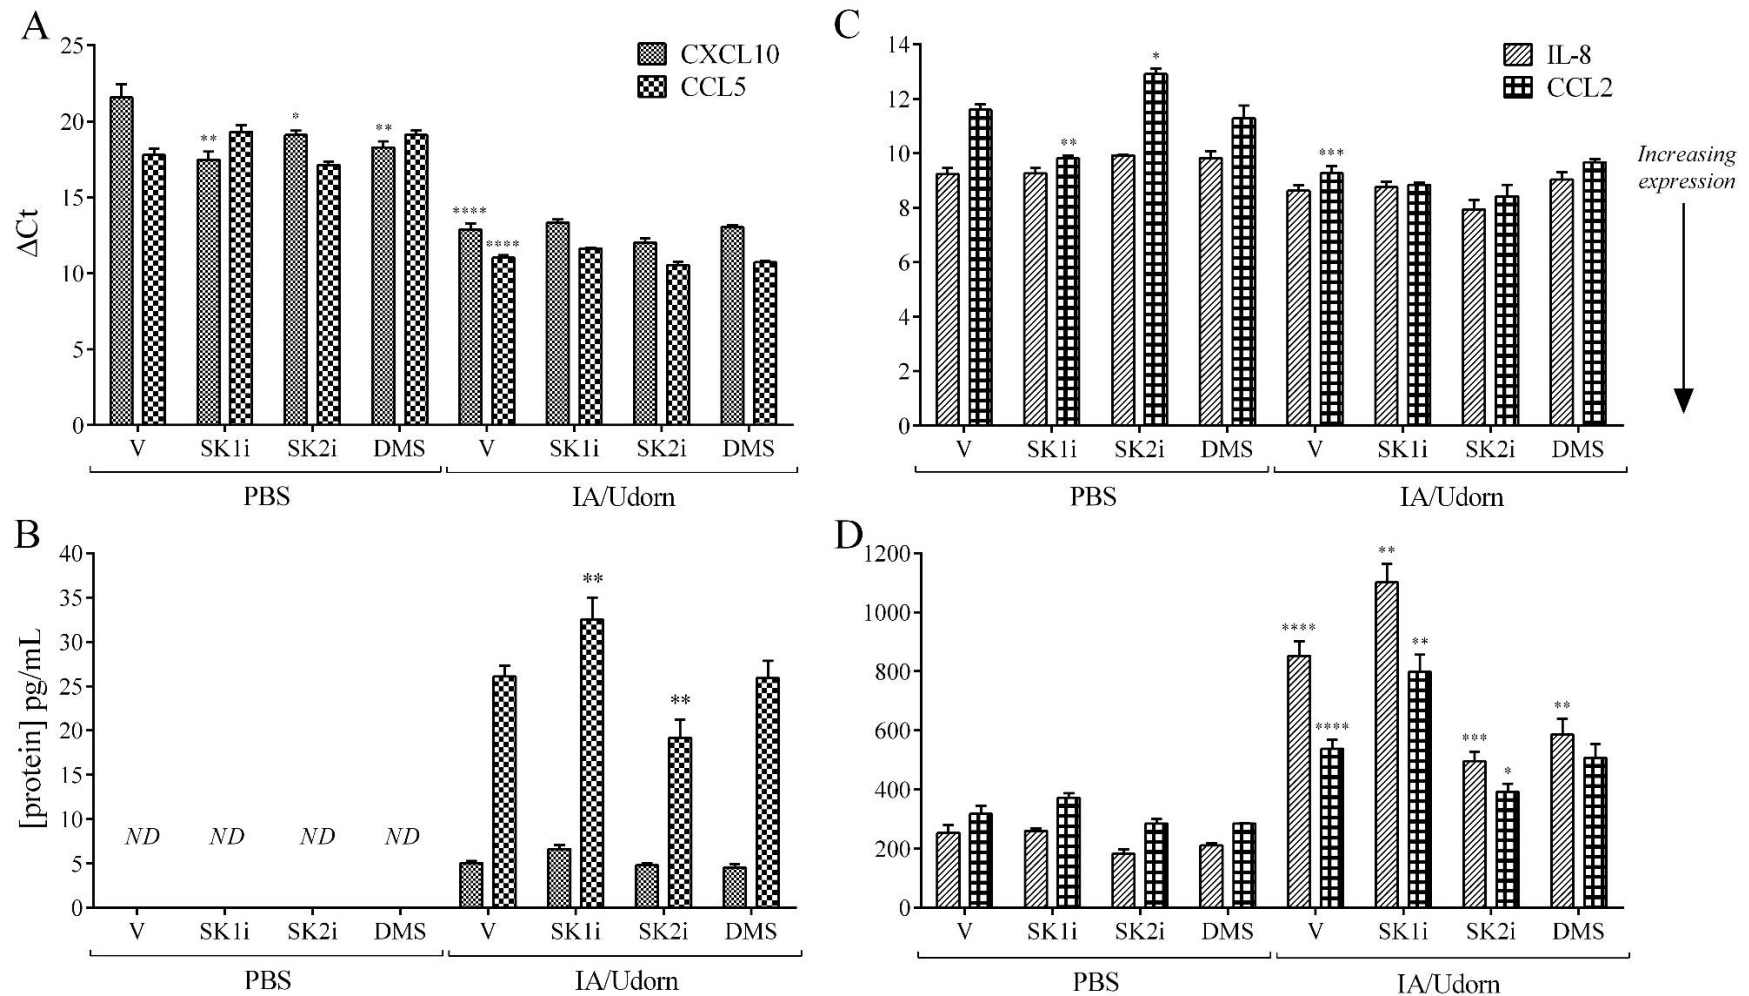 A
25
20
15
10
5
0
ΔCt
CXCL10
CCL5
**
*
**
****
****
V SK1i SK2i DMS V SK1i SK2i DMS
PBS IA/Udorn
C
14
12
10
8
6
4
2
0
IL-8
CCL2
**
*
***
V SK1i SK2i DMS V SK1i SK2i DMS
PBS IA/Udorn
Increasing
expression
B
40
35
30
25
20
15
10
5
0
[protein] pg/mL
ND ND ND ND
**
**
V SK1i SK2i DMS V SK1i SK2i DMS
PBS IA/Udorn
D
1200
1000
800
600
400
200
0
****
****
**
**
***
*
**
V SK1i SK2i DMS V SK1i SK2i DMS
PBS IA/Udorn